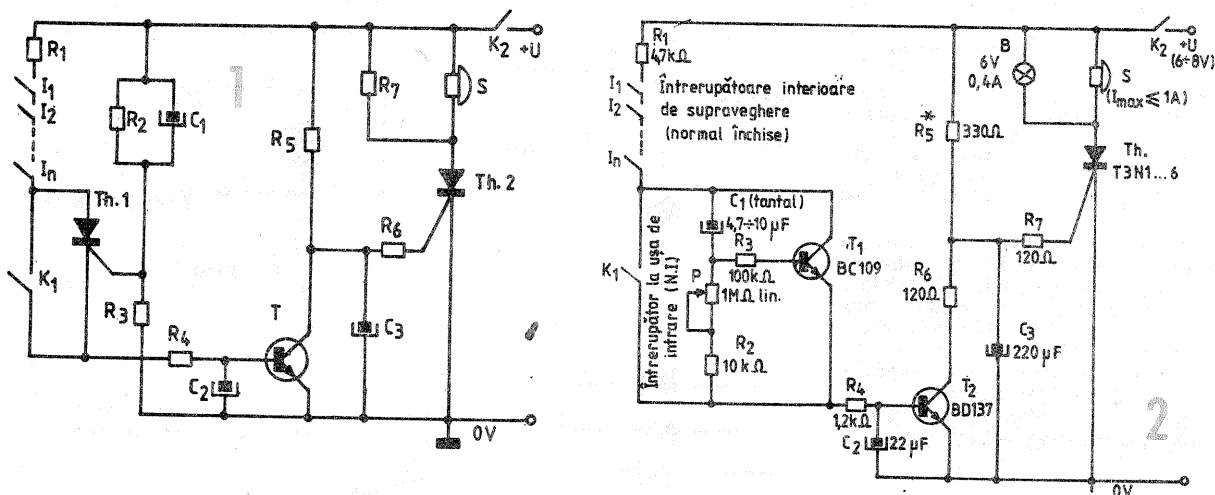 1
R1
I1
I2
In
K1
R2
C1
Th.1
R3
R4
C2
T
R5
C3
R6
R7
S
Th.2
K2
+U
0V
2
R1
4,7kΩ
I1
I2
In
Întrerupătoare interioare
de supraveghere
(normal închise)
K1
Întrerupător la ușa de
intrare (N.I.)
C1 (tantal)
4,7÷10 µF
R3
100kΩ
P
1MΩ lin.
R2
10kΩ
T1
BC109
R4
1,2kΩ
C2
22 µF
T2
BD137
R5*
330Ω
R6
120Ω
C3
220 µF
R7
120Ω
B
6V
0,4A
S
(Imax ≤ 1A)
Th.
T3N1...6
K2
+U
(6÷8V)
0V